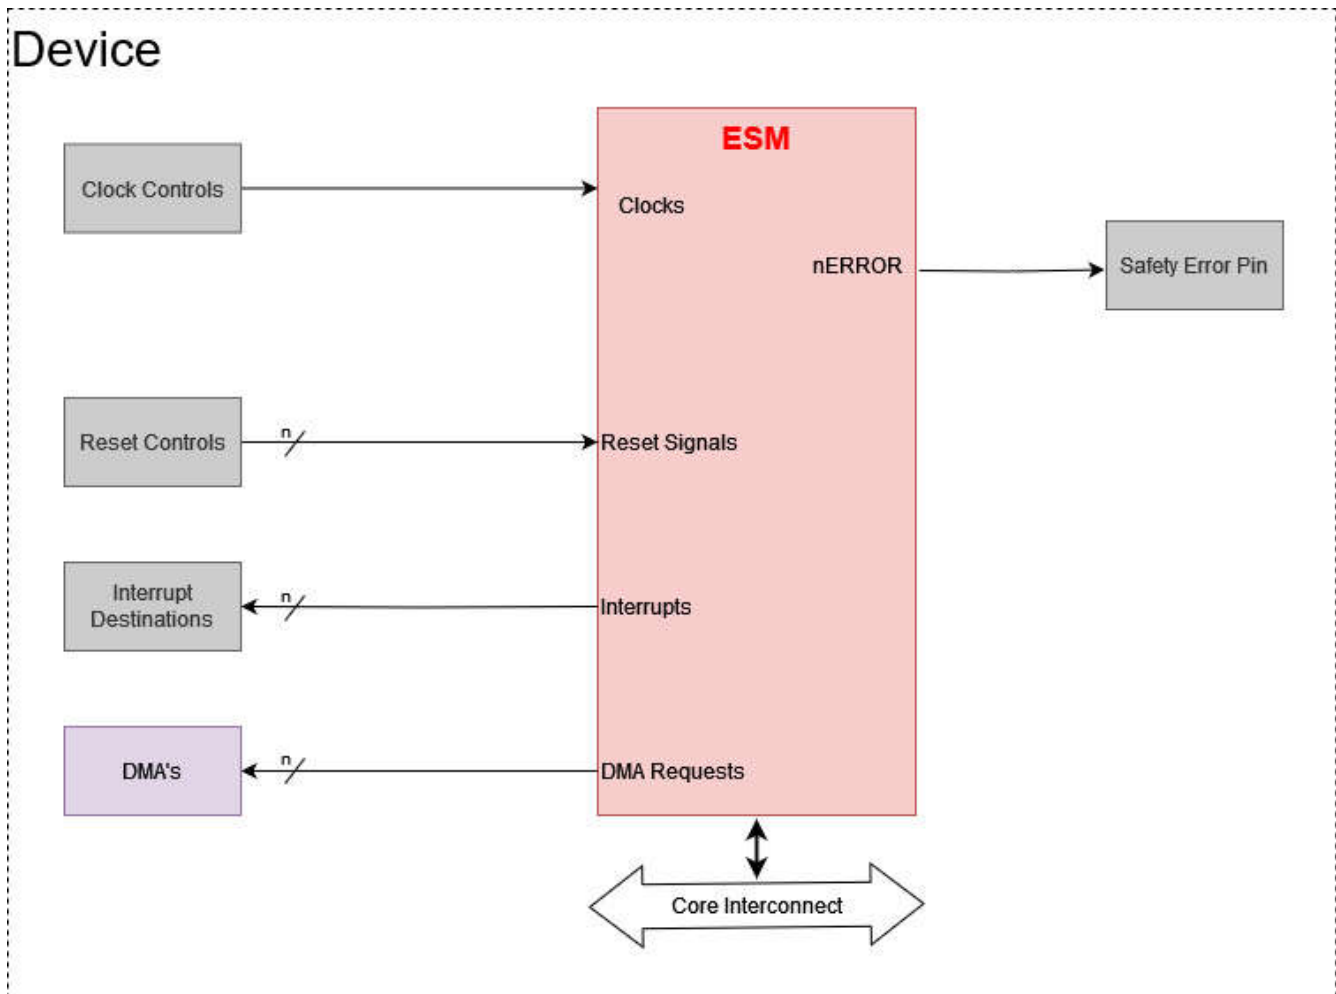 Device
ESM
Clock Controls
Clocks
nERROR
Safety Error Pin
Reset Controls
n
Reset Signals
Interrupt
Destinations
n
Interrupts
DMA's
n
DMA Requests
Core Interconnect